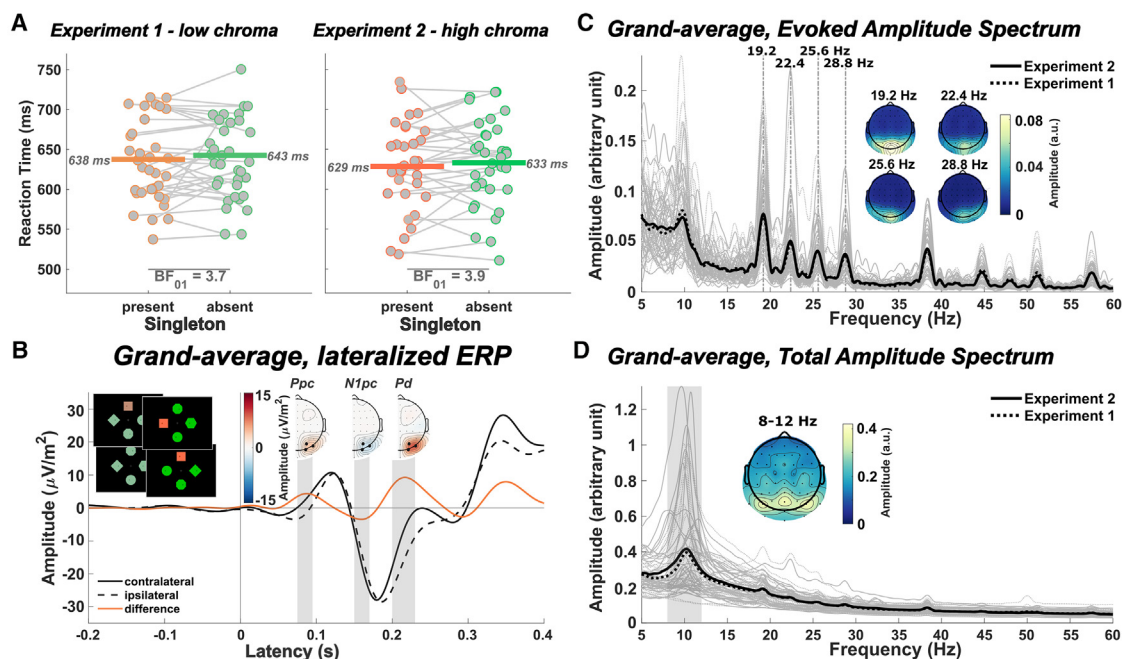 A
Experiment 1 - low chroma
Experiment 2 - high chroma
Reaction Time (ms)
750
700
650
600
550
500
638 ms
643 ms
629 ms
633 ms
BF01 = 3.7
BF01 = 3.9
present absent
present absent
Singleton
Singleton
B
Grand-average, lateralized ERP
Amplitude (μV/m²)
30
20
10
0
-10
-20
-30
15
0
-15
Amplitude (μV/m²)
Ppc
N1pc
Pd
contralateral
ipsilateral
difference
-0.2 -0.1 0 0.1 0.2 0.3 0.4
Latency (s)
C
Grand-average, Evoked Amplitude Spectrum
Amplitude (arbitrary unit)
0.2
0.15
0.1
0.05
0
19.2
22.4
25.6 Hz
28.8 Hz
Experiment 2
Experiment 1
19.2 Hz
22.4 Hz
25.6 Hz
28.8 Hz
0.08
0.04
0
Amplitude (a.u.)
5 10 15 20 25 30 35 40 45 50 55 60
Frequency (Hz)
D
Grand-average, Total Amplitude Spectrum
Amplitude (arbitrary unit)
1.2
1
0.8
0.6
0.4
0.2
0
Experiment 2
Experiment 1
8-12 Hz
0.4
0.2
0
Amplitude (a.u.)
5 10 15 20 25 30 35 40 45 50 55 60
Frequency (Hz)